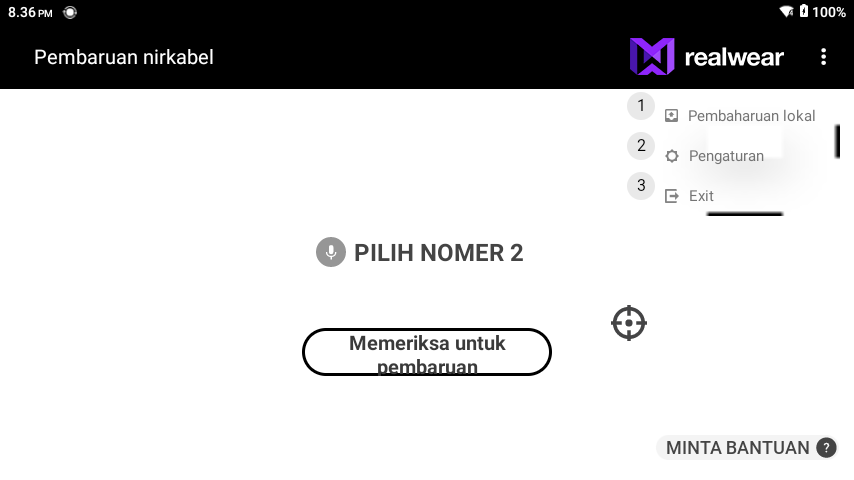 8.36 PM
100%
Pembaruan nirkabel
realwear
1
Pembaharuan lokal
2
Pengaturan
3
Exit
PILIH NOMER 2
Memeriksa untuk
pembaruan
MINTA BANTUAN ?